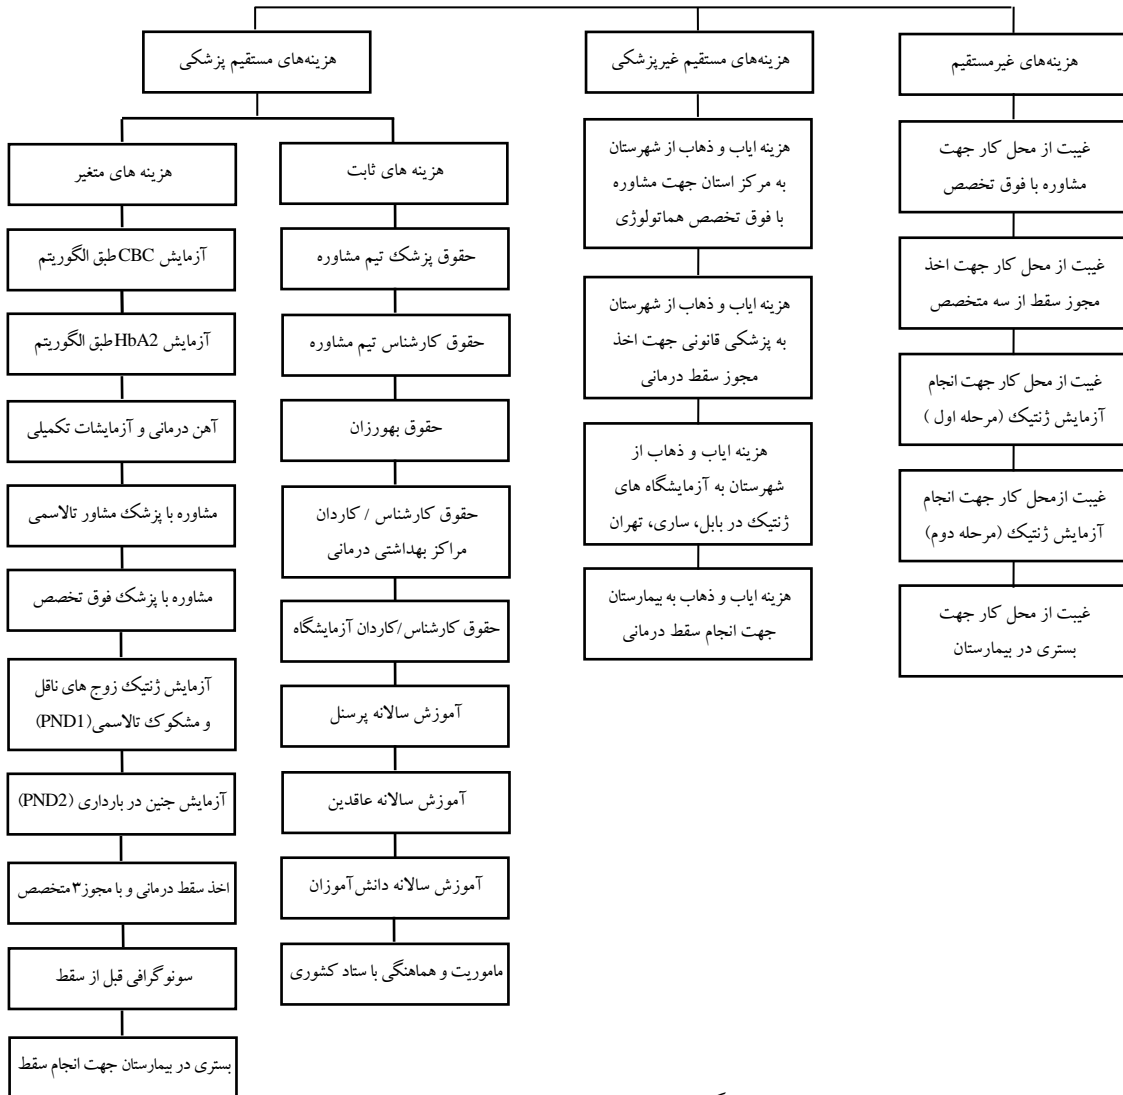 هزینه‌های غیرمستقیم
غیبت از محل کار جهت
مشاوره با فوق تخصص
غیبت از محل کار جهت اخذ
مجوز سقط از سه متخصص
غیبت از محل کار جهت انجام
آزمایش ژنتیک (مرحله اول )
غیبت ازمحل کار جهت انجام
آزمایش ژنتیک (مرحله دوم)
غیبت از محل کار جهت
بستری در بیمارستان
هزینه‌های مستقیم غیرپزشکی
هزینه ایاب و ذهاب از شهرستان
به مرکز استان جهت مشاوره
با فوق تخصص هماتولوژی
هزینه ایاب و ذهاب از شهرستان
به پزشکی قانونی جهت اخذ
مجوز سقط درمانی
هزینه ایاب و ذهاب از
شهرستان به آزمایشگاه های
ژنتیک در بابل، ساری، تهران
هزینه ایاب و ذهاب به بیمارستان
جهت انجام سقط درمانی
هزینه‌های مستقیم پزشکی
هزینه های ثابت
حقوق پزشک تیم مشاوره
حقوق کارشناس تیم مشاوره
حقوق بهورزان
حقوق کارشناس / کاردان
مراکز بهداشتی درمانی
حقوق کارشناس/کاردان آزمایشگاه
آموزش سالانه پرسنل
آموزش سالانه عاقدین
آموزش سالانه دانش آموزان
ماموریت و هماهنگی با ستاد کشوری
هزینه های متغیر
آزمایش CBC طبق الگوریتم
آزمایش HbA2 طبق الگوریتم
آهن درمانی و آزمایشات تکمیلی
مشاوره با پزشک مشاور تالاسمی
مشاوره با پزشک فوق تخصص
آزمایش ژنتیک زوج های ناقل
و مشکوک تالاسمی(PND1)
آزمایش جنین در بارداری (PND2)
اخذ سقط درمانی و با مجوز ۳ متخصص
سونوگرافی قبل از سقط
بستری در بیمارستان جهت انجام سقط